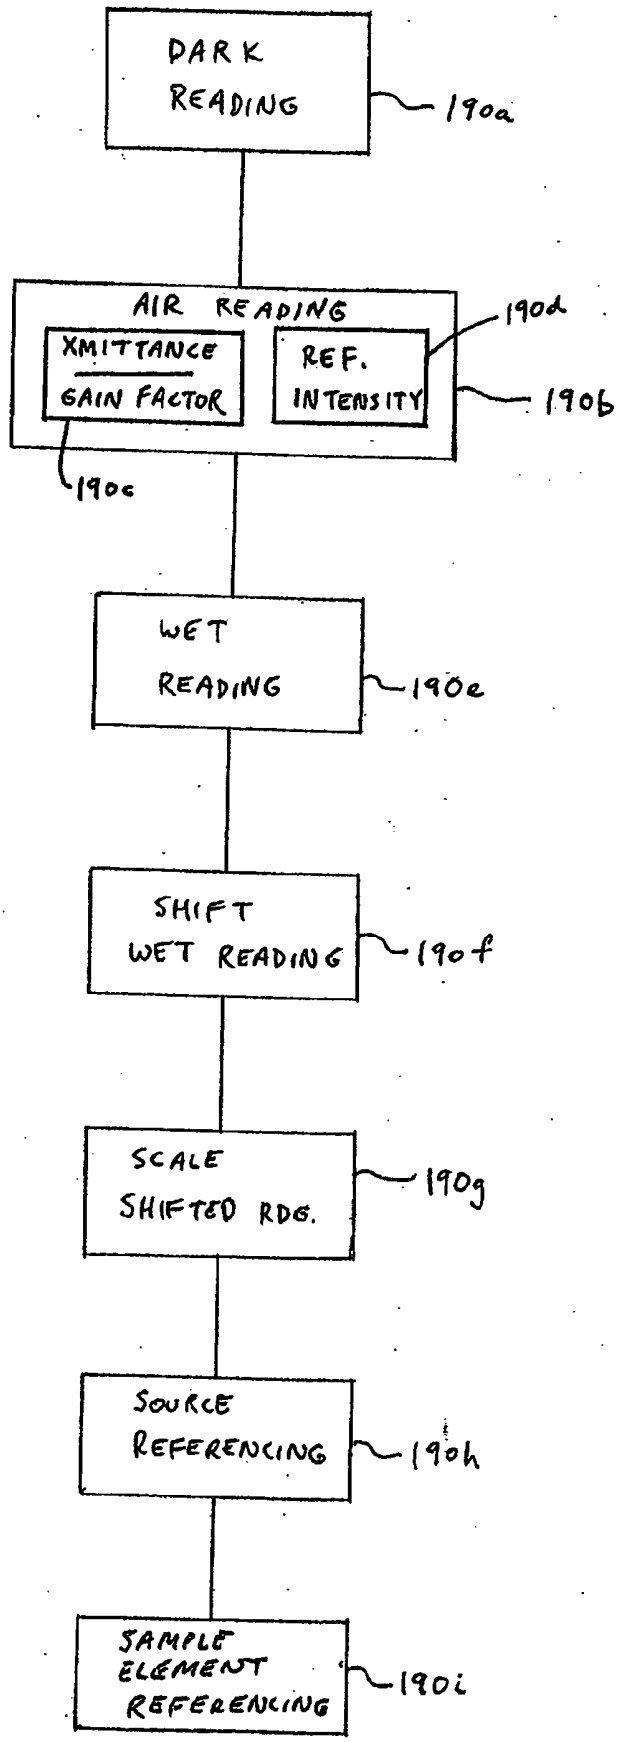 DARK
READING
190a
AIR READING
190d
XMITTANCE
GAIN FACTOR
REF.
INTENSITY
190b
190c
WET
READING
190e
SHIFT
WET READING
190f
SCALE
SHIFTED RDG.
190g
SOURCE
REFERENCING
190h
SAMPLE
ELEMENT
REFERENCING
190i